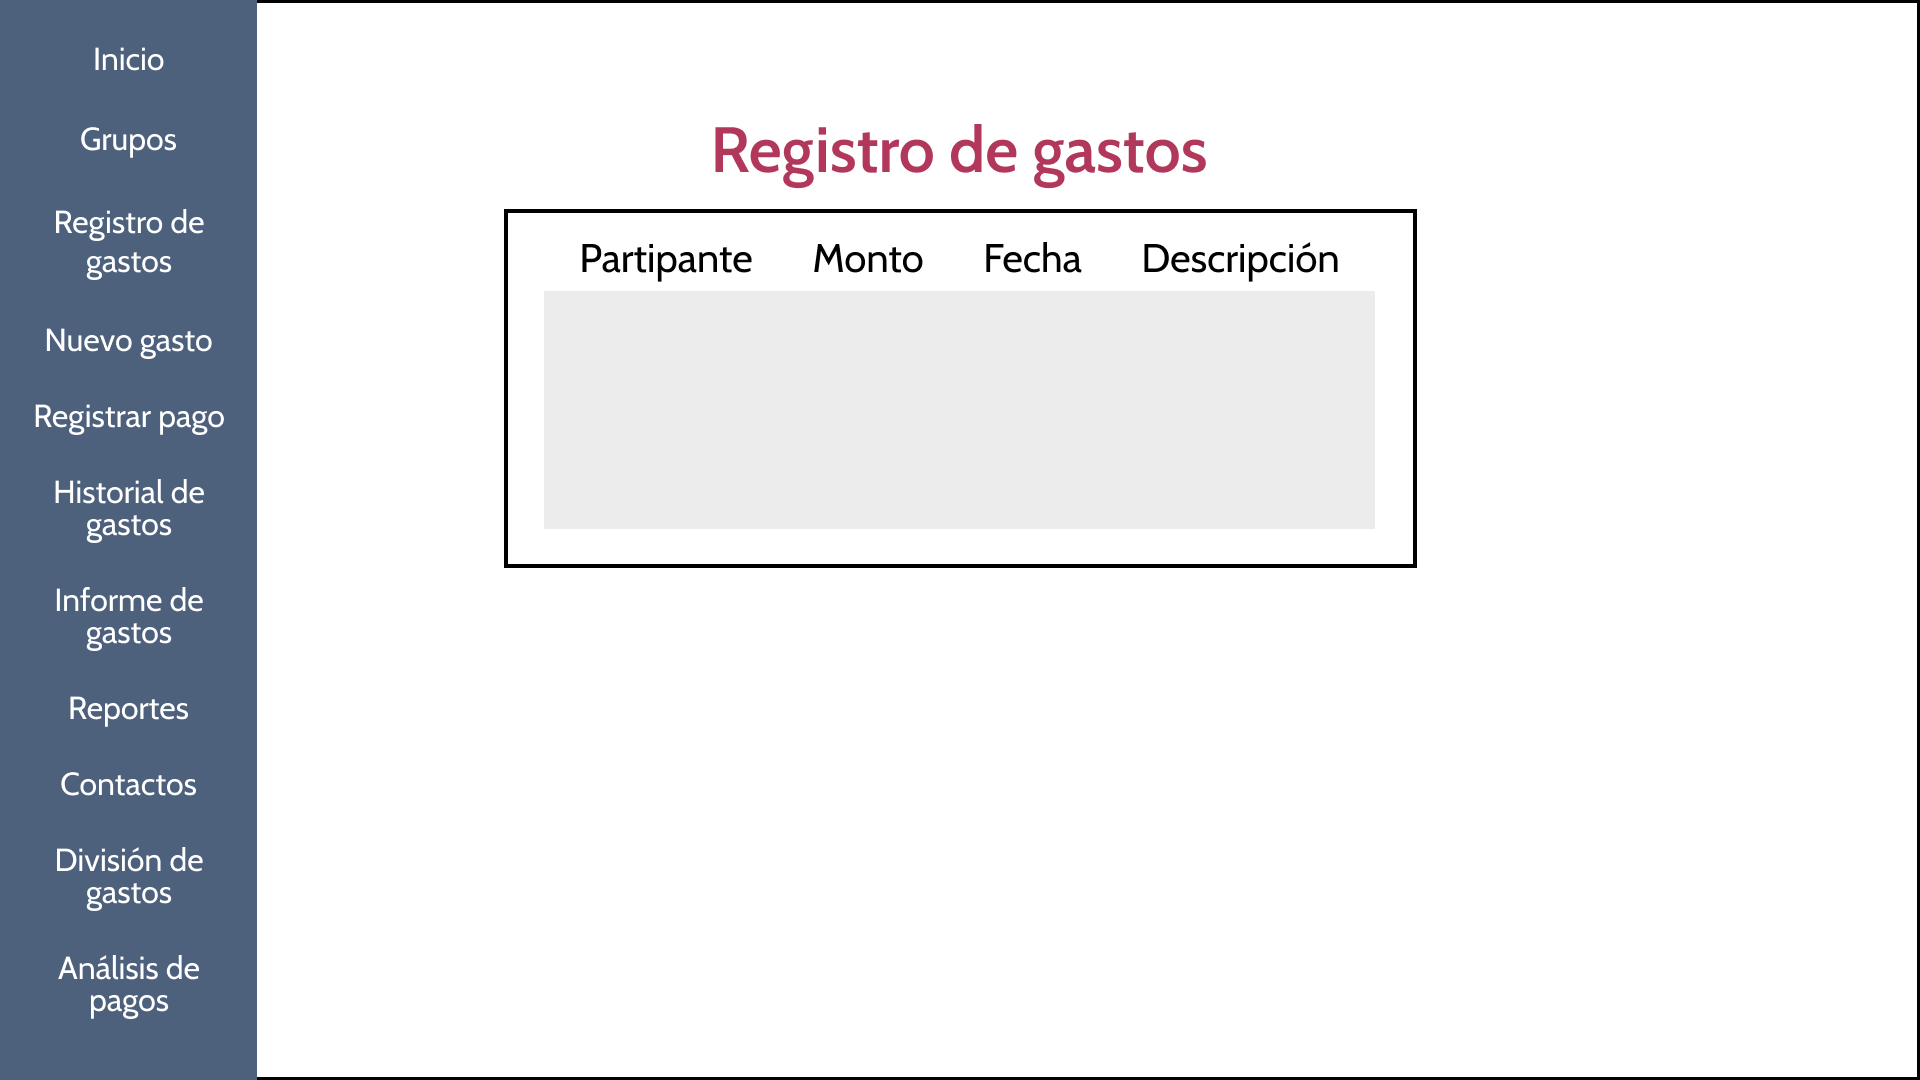 Inicio
Grupos
Registro de
gastos
Nuevo gasto
Registrar pago
Historial de
gastos
Informe de
gastos
Reportes
Contactos
División de
gastos
Análisis de
pagos
Registro de gastos
Partipante Monto Fecha Descripción